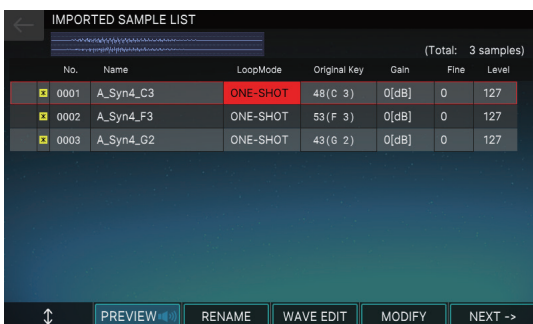 IMPORTED SAMPLE LIST
(Total: 3 samples)
No. Name LoopMode Original Key Gain Fine Level
x 0001 A_Syn4_C3 ONE-SHOT 48(C 3) 0[dB] 0 127
x 0002 A_Syn4_F3 ONE-SHOT 53(F 3) 0[dB] 0 127
x 0003 A_Syn4_G2 ONE-SHOT 43(G 2) 0[dB] 0 127
PREVIEW RENAME WAVE EDIT MODIFY NEXT ->